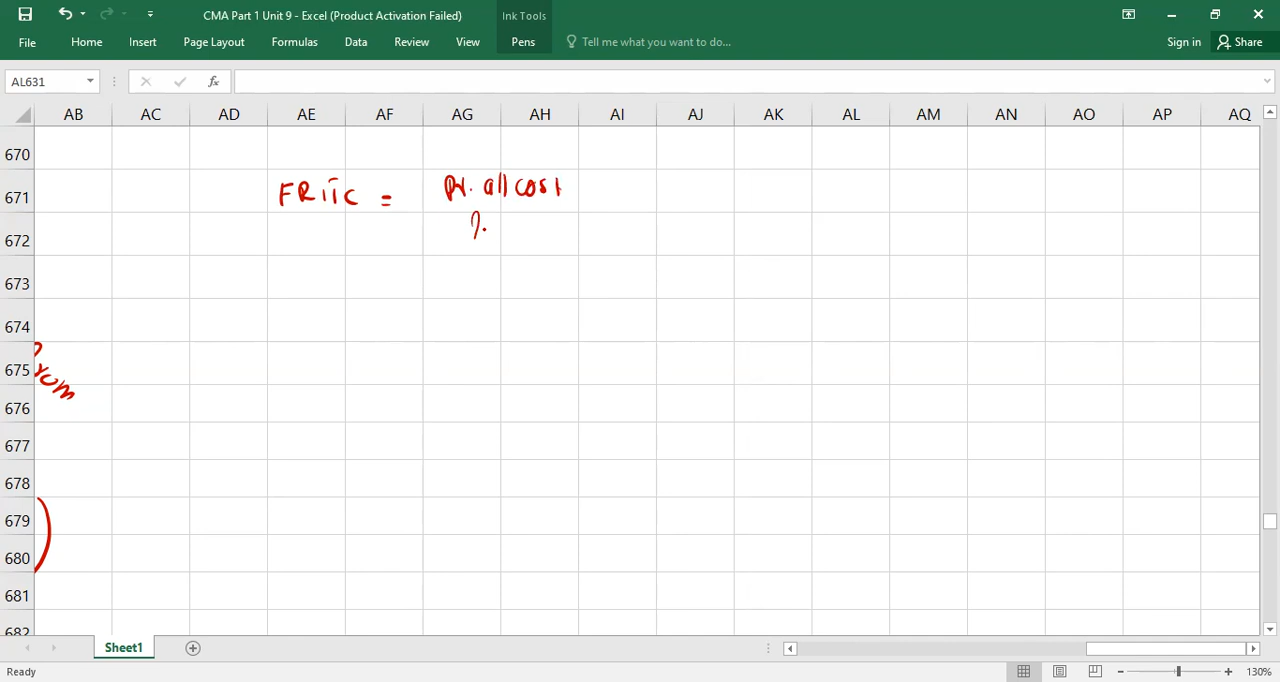 CMA Part 1 Unit 9 - Excel (Product Activation Failed)
Ink Tools
File Home Insert Page Layout Formulas Data Review View Pens Tell me what you want to do... Sign in Share
AL631 fx
AB AC AD AE AF AG AH AI AJ AK AL AM AN AO AP AQ
670
671 FRIIC = Pr. all cost
672
673
674
675
676
677
678
679
680
681
682
Sheet1
Ready 130%